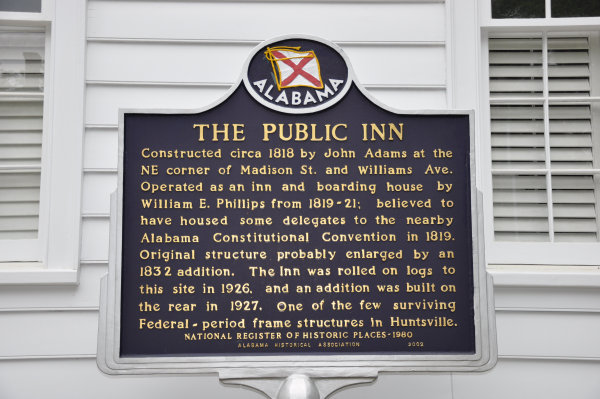 ALABAMA
THE PUBLIC INN
Constructed circa 1818 by John Adams at the
NE corner of Madison St. and Williams Ave.
Operated as an inn and boarding house by
William E. Phillips from 1819-21; believed to
have housed some delegates to the nearby
Alabama Constitutional Convention in 1819.
Original structure probably enlarged by an
1832 addition. The Inn was rolled on logs to
this site in 1926, and an addition was built on
the rear in 1927. One of the few surviving
Federal-period frame structures in Huntsville.
NATIONAL REGISTER OF HISTORIC PLACES-1980
ALABAMA HISTORICAL ASSOCIATION 2002